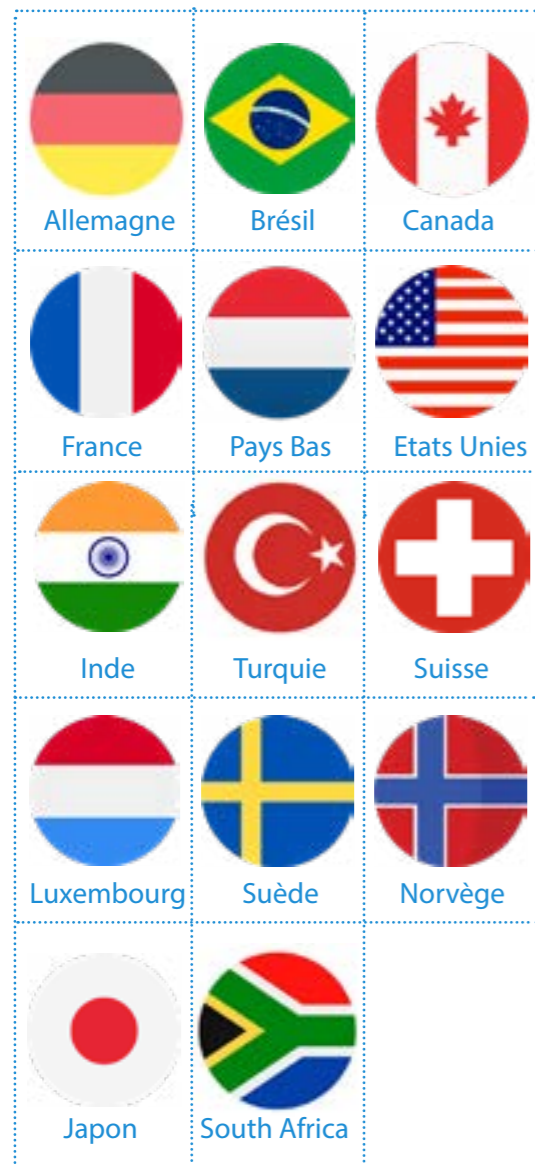 Allemagne
Brésil
Canada
France
Pays Bas
Etats Unies
Inde
Turquie
Suisse
Luxembourg
Suède
Norvège
Japon
South Africa